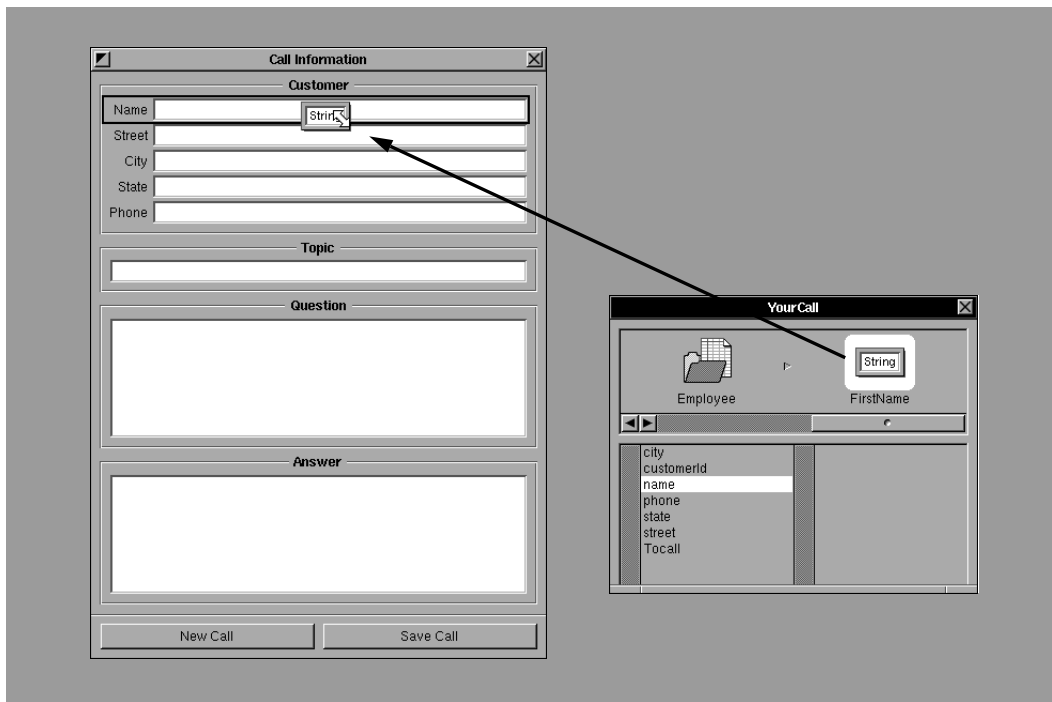 Call Information
Customer
Name
String
Street
City
State
Phone
Topic
Question
Answer
New Call
Save Call
YourCall
String
Employee
FirstName
city
customerId
name
phone
state
street
Tocall